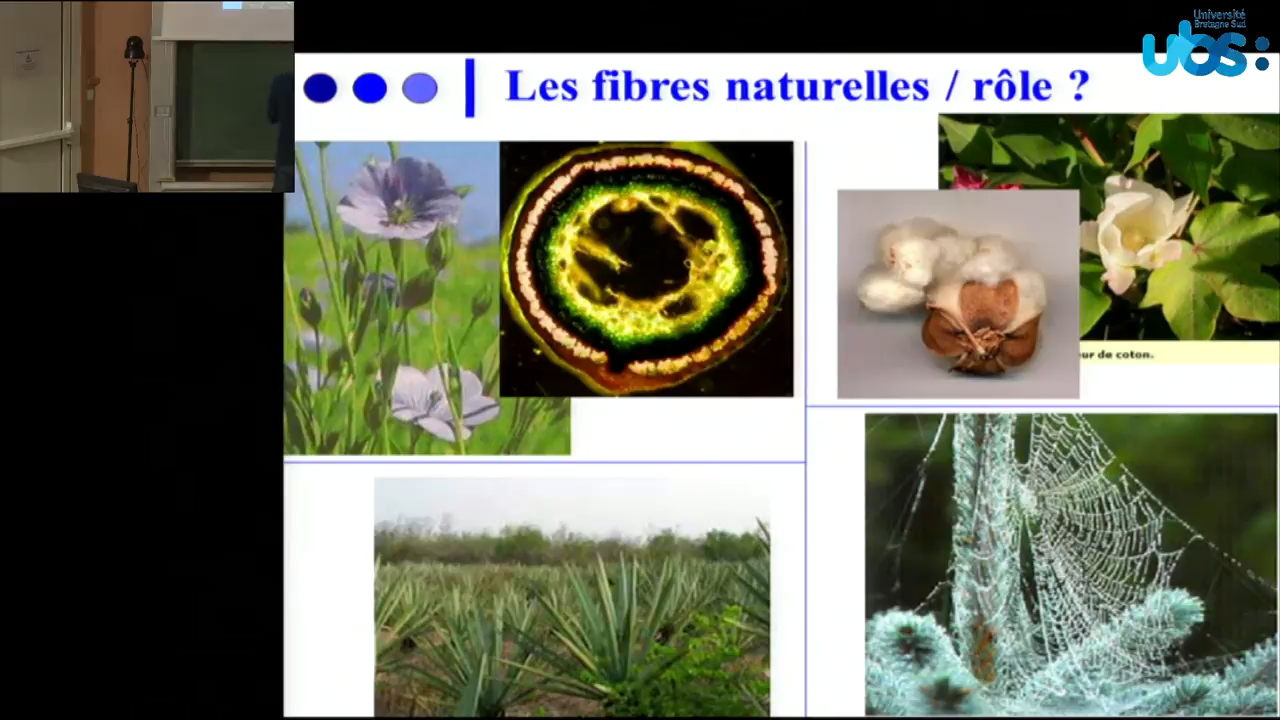 Université
Bretagne Sud
ubs:
Les fibres naturelles / rôle ?
ur de coton.